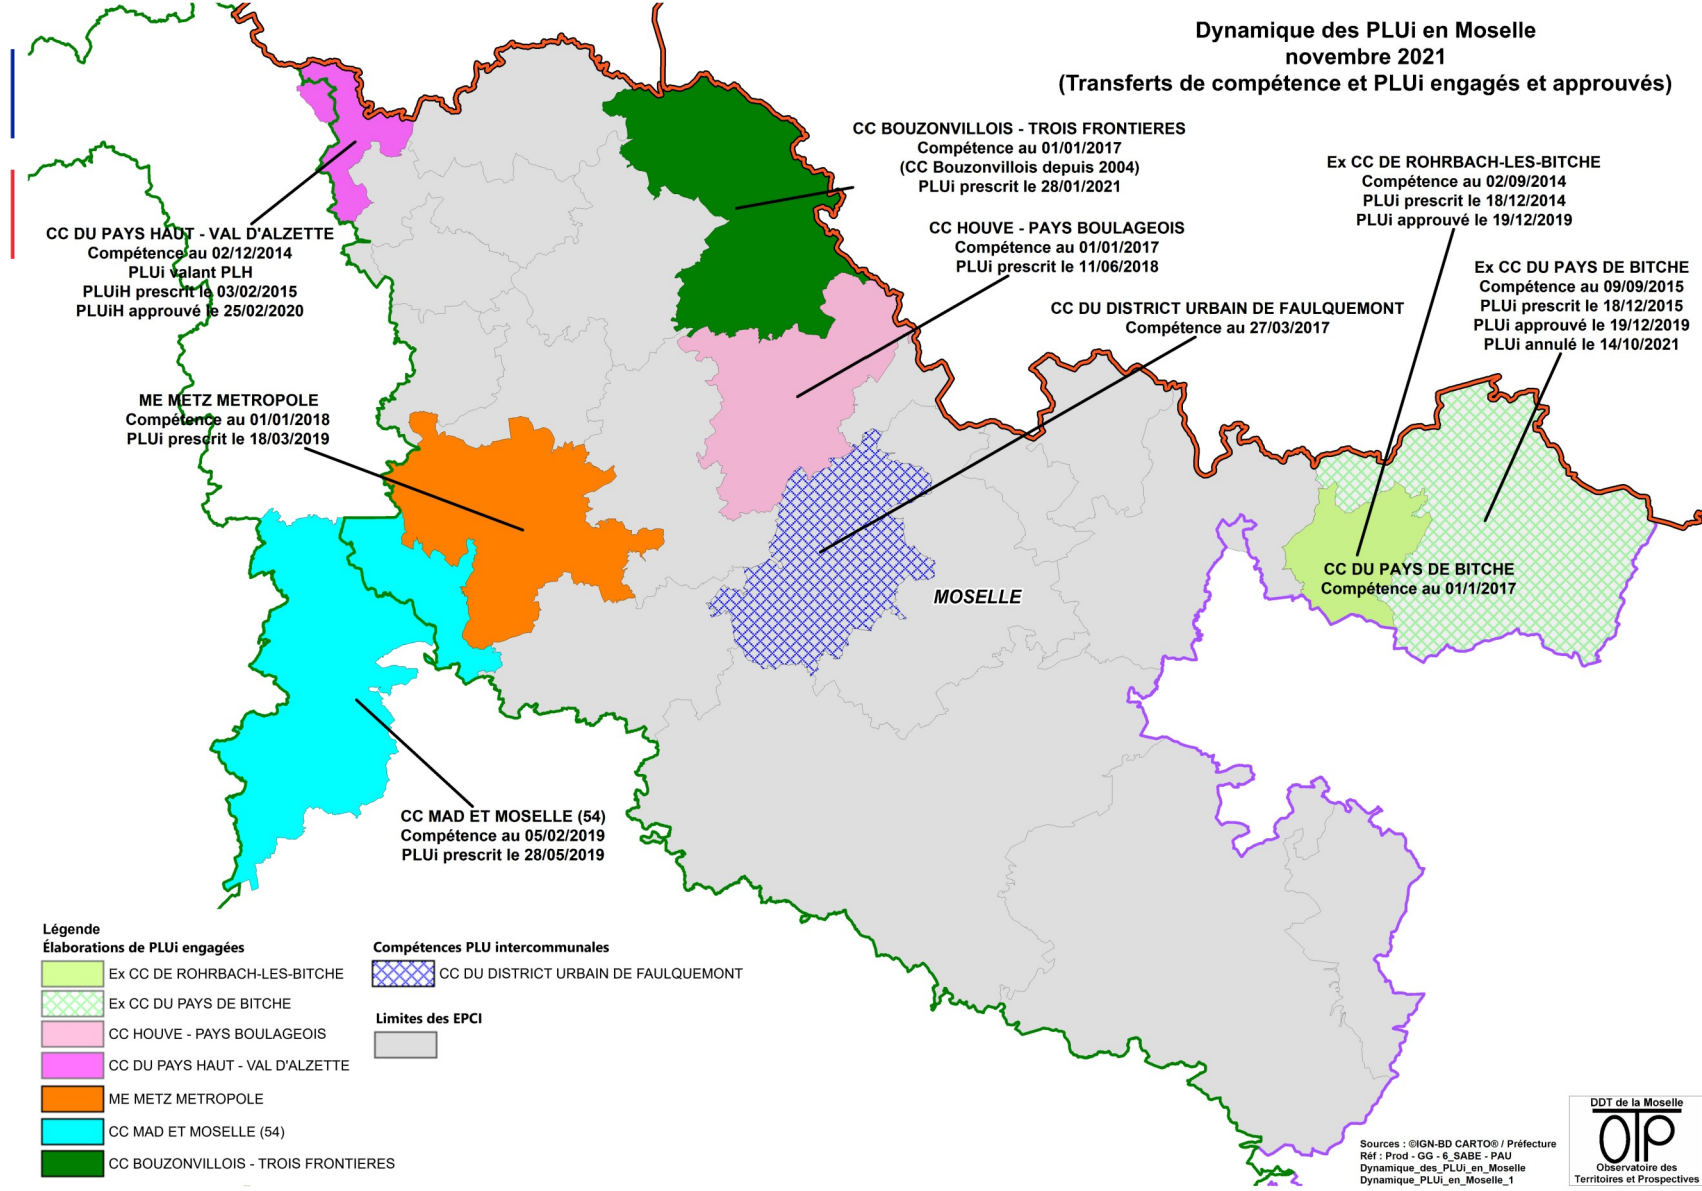 Dynamique des PLUi en Moselle
novembre 2021
(Transferts de compétence et PLUi engagés et approuvés)
CC BOUZONVILLOIS - TROIS FRONTIERES
Compétence au 01/01/2017
(CC Bouzonvillois depuis 2004)
PLUi prescrit le 28/01/2021
Ex CC DE ROHRBACH-LES-BITCHE
Compétence au 02/09/2014
PLUi prescrit le 18/12/2014
PLUi approuvé le 19/12/2019
CC DU PAYS HAUT - VAL D'ALZETTE
Compétence au 02/12/2014
PLUi valant PLH
PLUiH prescrit le 03/02/2015
PLUiH approuvé le 25/02/2020
CC HOUVE - PAYS BOULAGEOIS
Compétence au 01/01/2017
PLUi prescrit le 11/06/2018
Ex CC DU PAYS DE BITCHE
Compétence au 09/09/2015
PLUi prescrit le 18/12/2015
PLUi approuvé le 19/12/2019
PLUi annulé le 14/10/2021
CC DU DISTRICT URBAIN DE FAULQUEMONT
Compétence au 27/03/2017
ME METZ METROPOLE
Compétence au 01/01/2018
PLUi prescrit le 18/03/2019
CC DU PAYS DE BITCHE
Compétence au 01/1/2017
MOSELLE
CC MAD ET MOSELLE (54)
Compétence au 05/02/2019
PLUi prescrit le 28/05/2019
Légende
Élaborations de PLUi engagées
Ex CC DE ROHRBACH-LES-BITCHE
Ex CC DU PAYS DE BITCHE
CC HOUVE - PAYS BOULAGEOIS
CC DU PAYS HAUT - VAL D'ALZETTE
ME METZ METROPOLE
CC MAD ET MOSELLE (54)
CC BOUZONVILLOIS - TROIS FRONTIERES
Compétences PLU intercommunales
CC DU DISTRICT URBAIN DE FAULQUEMONT
Limites des EPCI
Sources : ©IGN-BD CARTO® / Préfecture
Réf : Prod - GG - 6_SABE - PAU
Dynamique_des_PLUi_en_Moselle
Dynamique_PLUi_en_Moselle_1
DDT de la Moselle
OTP
Observatoire des
Territoires et Prospectives